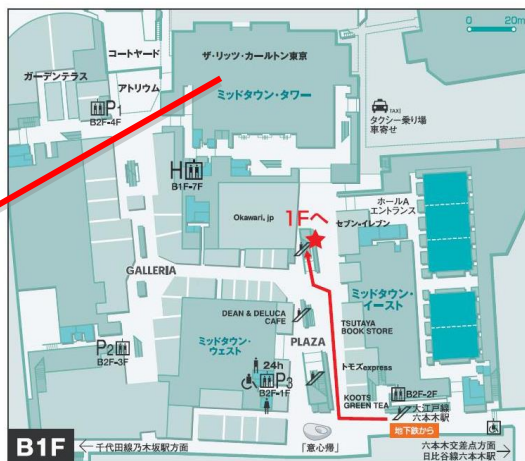 0 20m
コートヤード
ザ・リッツ・カールトン東京
ガーデンテラス
アトリウム
ミッドタウン・タワー
P1
B2F-4F
TAXI
タクシー乗り場
車寄せ
H
B1F-7F
ホールA
エントランス
Okawari.jp
1Fへ
セブン-イレブン
GALLERIA
ミッドタウン・
イースト
DEAN & DELUCA
CAFE
TSUTAYA
BOOK STORE
ミッドタウン・
ウェスト
PLAZA
P2
B2F-3F
24h
トモズexpress
P3
B2F-1F
KOOTS
GREEN TEA
B2F-2F
大江戸線
六本木駅
地下鉄から
B1F
千代田線乃木坂駅方面
「意心帰」
六本木交差点方面
日比谷線六本木駅